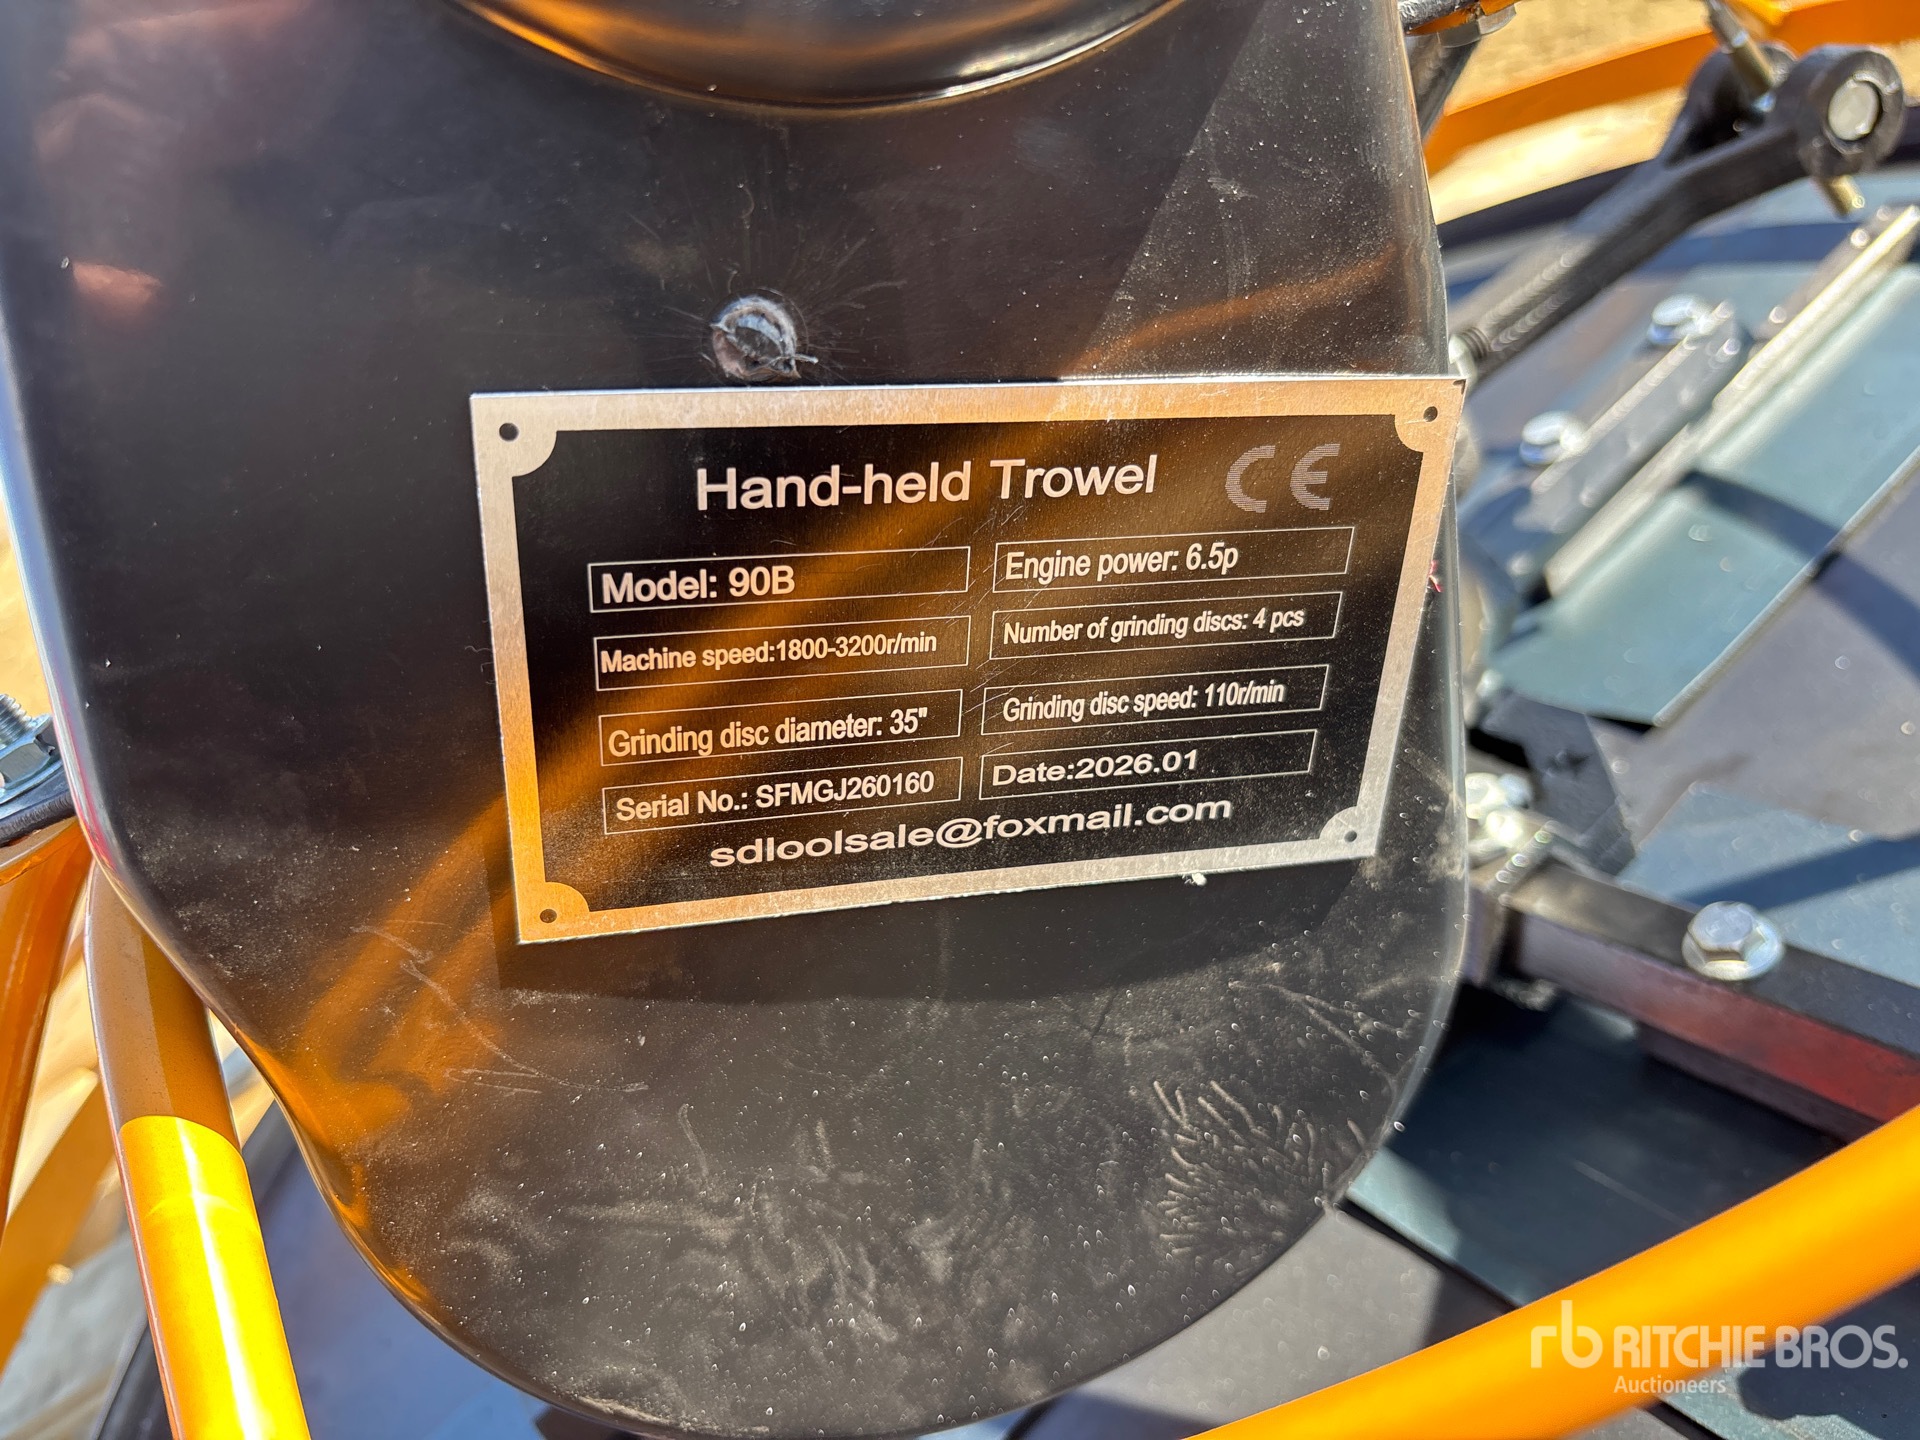 Hand-held Trowel CE
Model: 90B
Engine power: 6.5p
Machine speed:1800-3200r/min
Number of grinding discs: 4 pcs
Grinding disc diameter: 35"
Grinding disc speed: 110r/min
Serial No.: SFMGJ260160
Date:2026.01
sdloolsale@foxmail.com
rb RITCHIE BROS.
Auctioneers